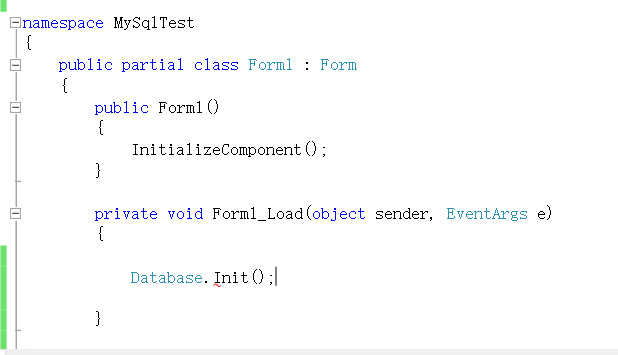 namespace MySqlTest
{
public partial class Form1 : Form
{
public Form1()
{
InitializeComponent();
}
private void Form1_Load(object sender, EventArgs e)
{
Database.Init();
}